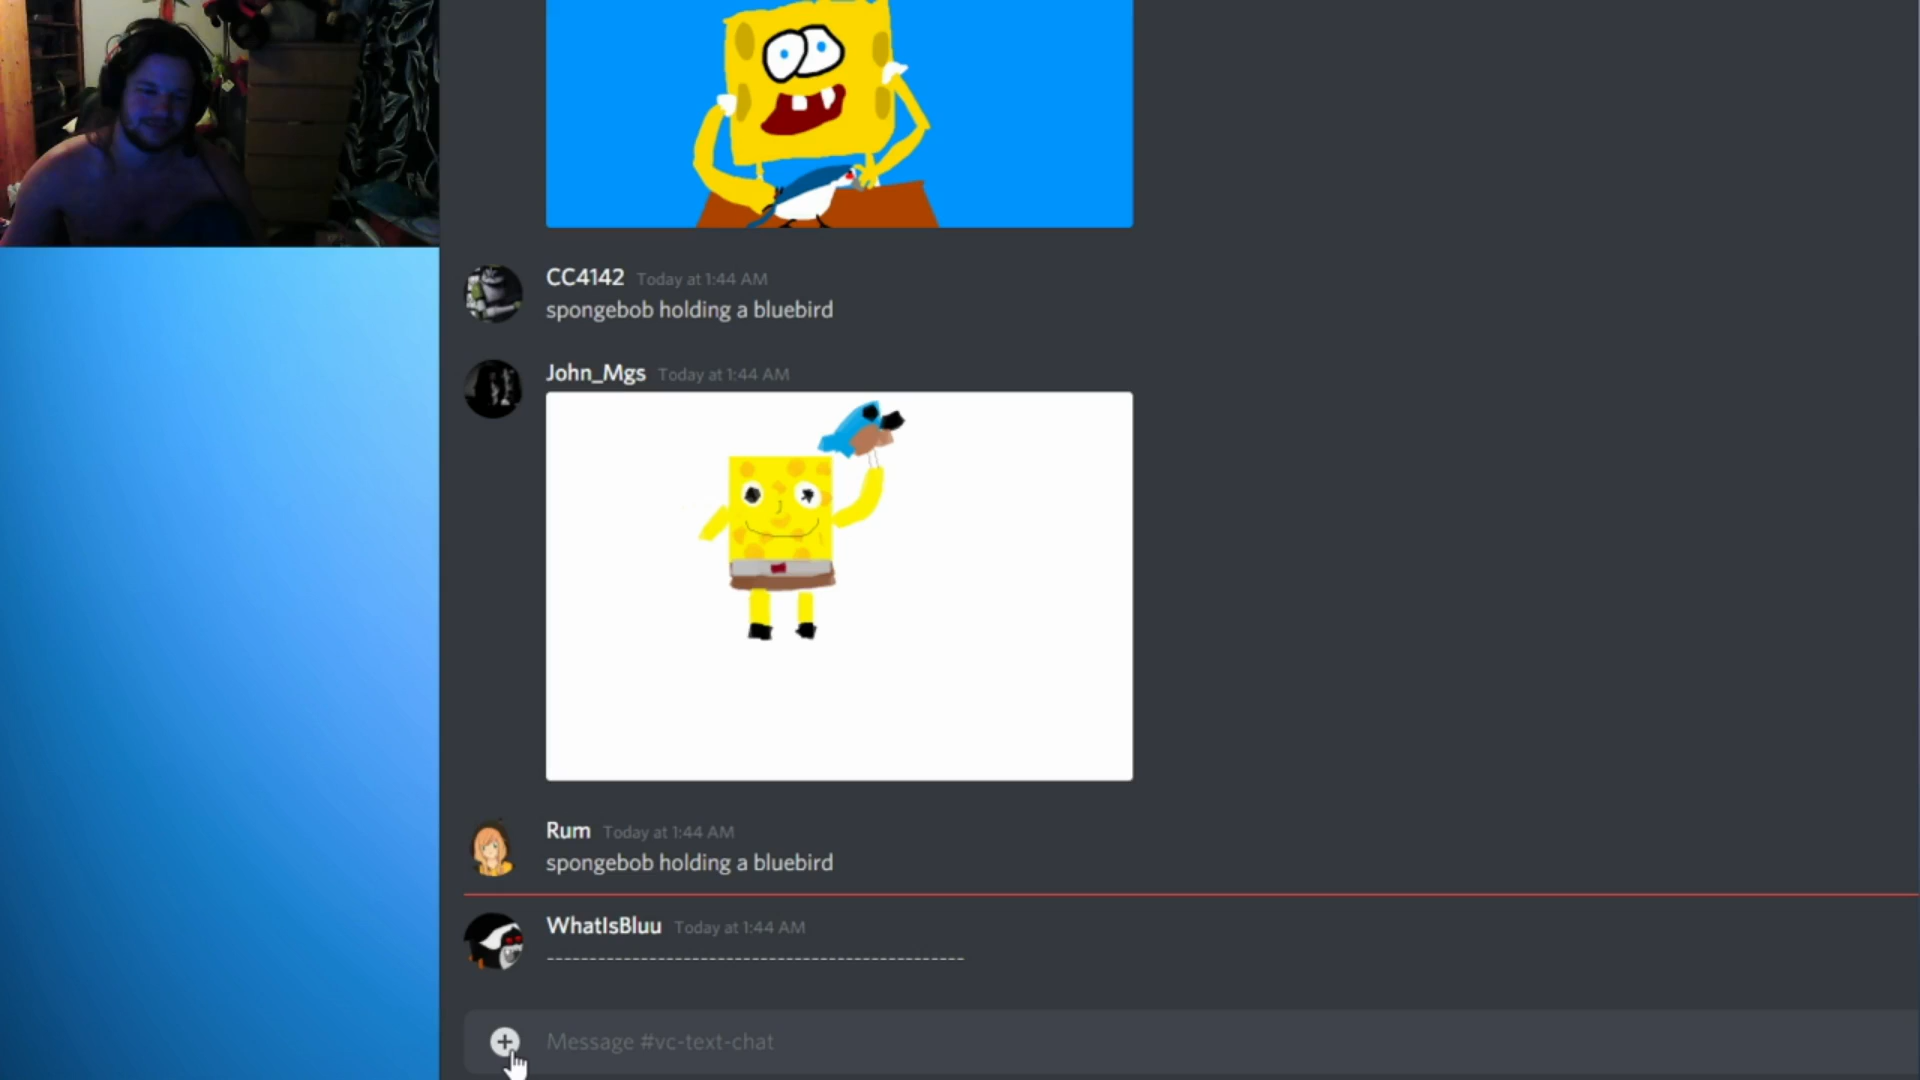 CC4142 Today at 1:44 AM
spongebob holding a bluebird
John_Mgs Today at 1:44 AM
Rum Today at 1:44 AM
spongebob holding a bluebird
WhatIsBluu Today at 1:44 AM
-------------------------------------------------
Message #vc-text-chat